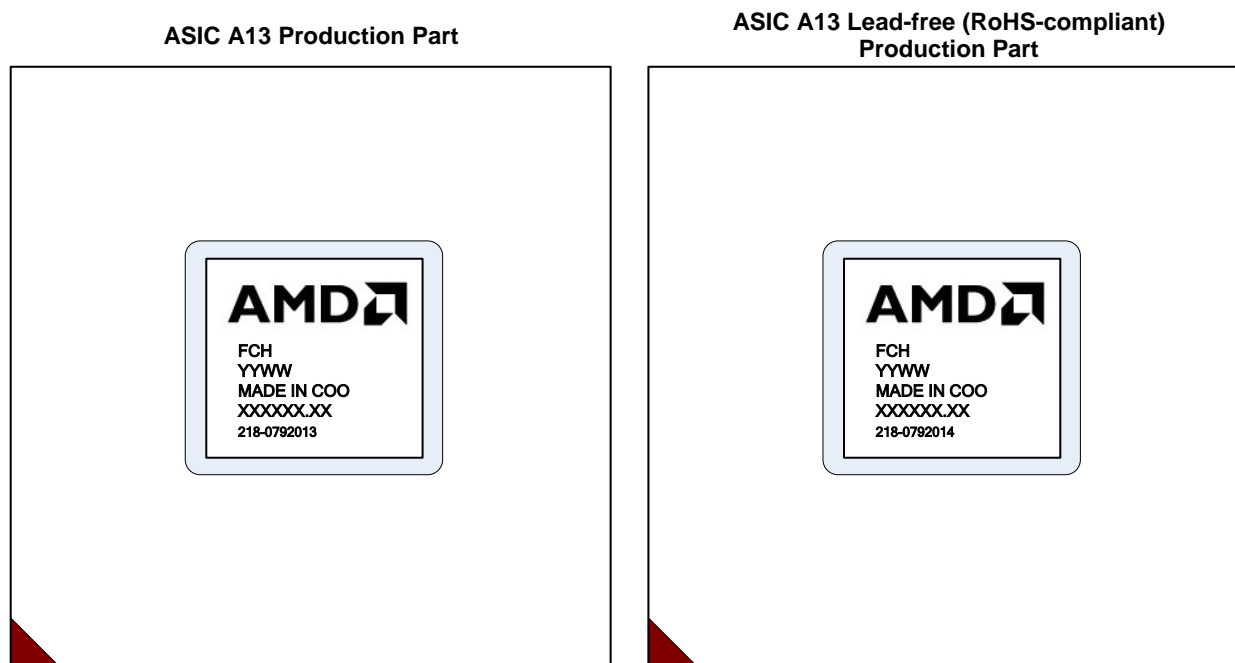 ASIC A13 Production Part
AMD
FCH
YYWW
MADE IN COO
XXXXXX.XX
218-0792013
ASIC A13 Lead-free (RoHS-compliant)
Production Part
AMD
FCH
YYWW
MADE IN COO
XXXXXX.XX
218-0792014